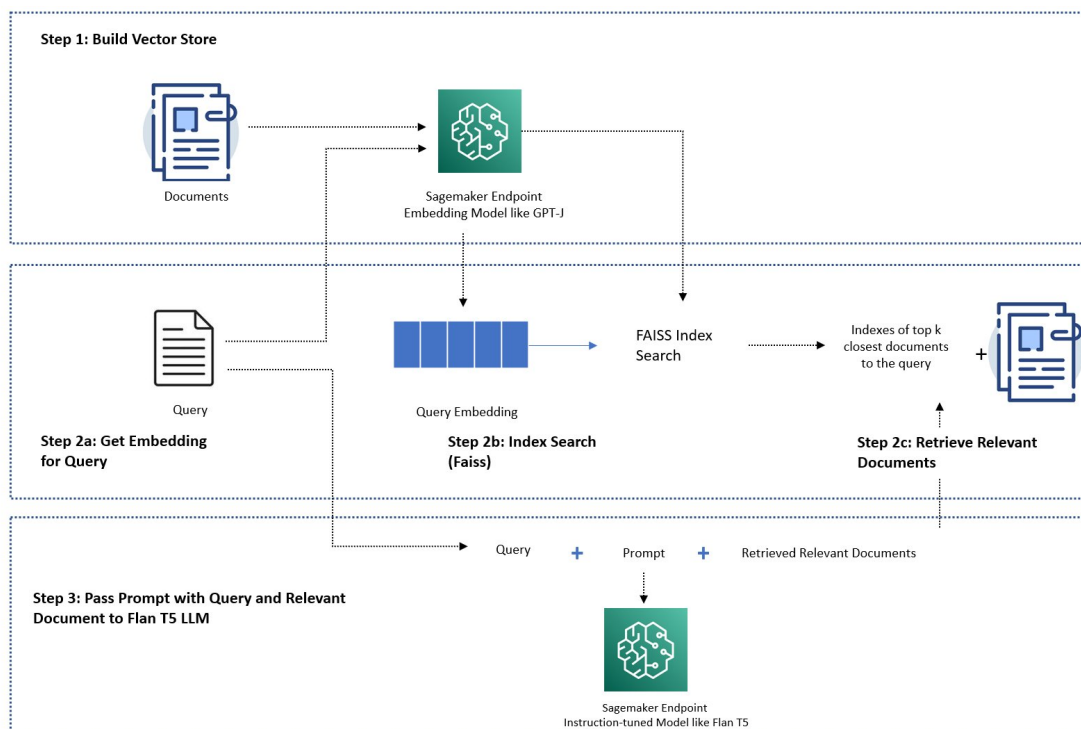 Step 1: Build Vector Store
Documents
Sagemaker Endpoint
Embedding Model like GPT-J
Query
Step 2a: Get Embedding
for Query
Query Embedding
Step 2b: Index Search
(Faiss)
FAISS Index
Search
Indexes of top k
closest documents
to the query
+
Step 2c: Retrieve Relevant
Documents
Query + Prompt + Retrieved Relevant Documents
Step 3: Pass Prompt with Query and Relevant
Document to Flan T5 LLM
Sagemaker Endpoint
Instruction-tuned Model like Flan T5